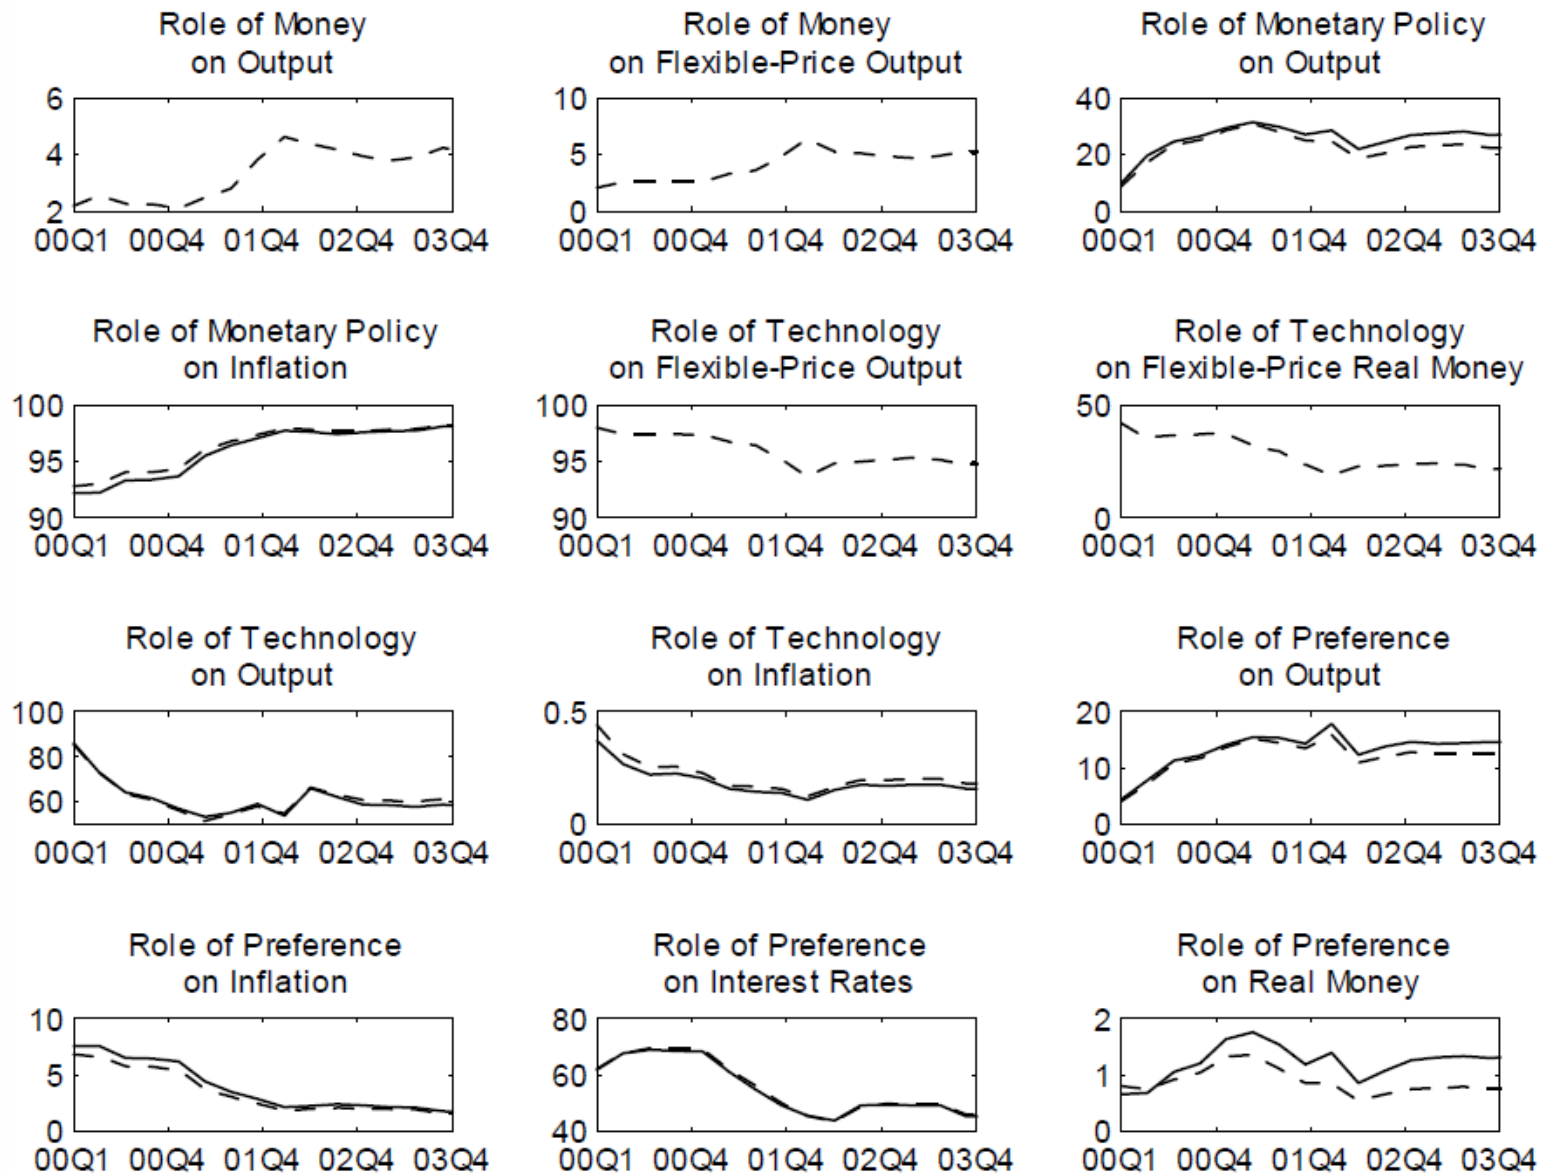 Role of Money
on Output
6
4
2
00Q1 00Q4 01Q4 02Q4 03Q4
Role of Money
on Flexible-Price Output
10
5
0
00Q1 00Q4 01Q4 02Q4 03Q4
Role of Monetary Policy
on Output
40
20
0
00Q1 00Q4 01Q4 02Q4 03Q4
Role of Monetary Policy
on Inflation
100
95
90
00Q1 00Q4 01Q4 02Q4 03Q4
Role of Technology
on Flexible-Price Output
100
95
90
00Q1 00Q4 01Q4 02Q4 03Q4
Role of Technology
on Flexible-Price Real Money
50
0
00Q1 00Q4 01Q4 02Q4 03Q4
Role of Technology
on Output
100
80
60
00Q1 00Q4 01Q4 02Q4 03Q4
Role of Technology
on Inflation
0.5
0
00Q1 00Q4 01Q4 02Q4 03Q4
Role of Preference
on Output
20
10
0
00Q1 00Q4 01Q4 02Q4 03Q4
Role of Preference
on Inflation
10
5
0
00Q1 00Q4 01Q4 02Q4 03Q4
Role of Preference
on Interest Rates
80
60
40
00Q1 00Q4 01Q4 02Q4 03Q4
Role of Preference
on Real Money
2
1
0
00Q1 00Q4 01Q4 02Q4 03Q4